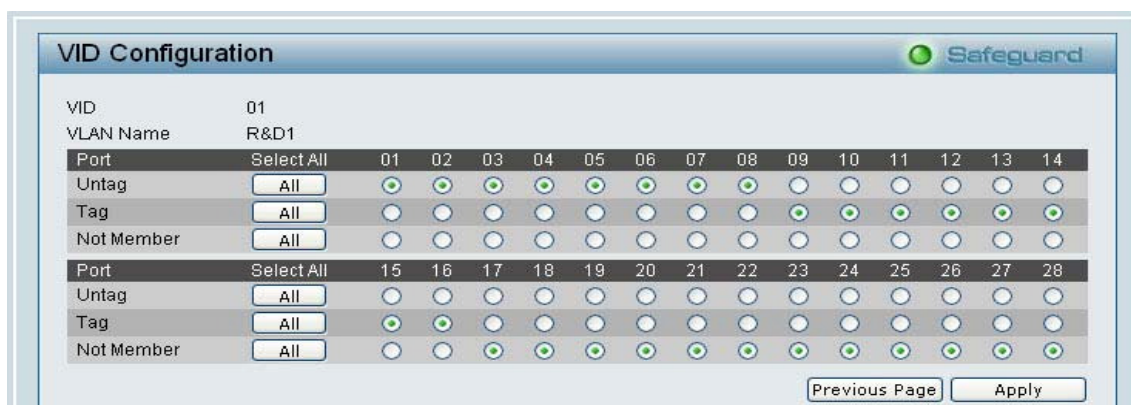 VID Configuration Safeguard
VID 01
VLAN Name R&D1
Port Select All 01 02 03 04 05 06 07 08 09 10 11 12 13 14
Untag All
Tag All
Not Member All
Port Select All 15 16 17 18 19 20 21 22 23 24 25 26 27 28
Untag All
Tag All
Not Member All
Previous Page Apply